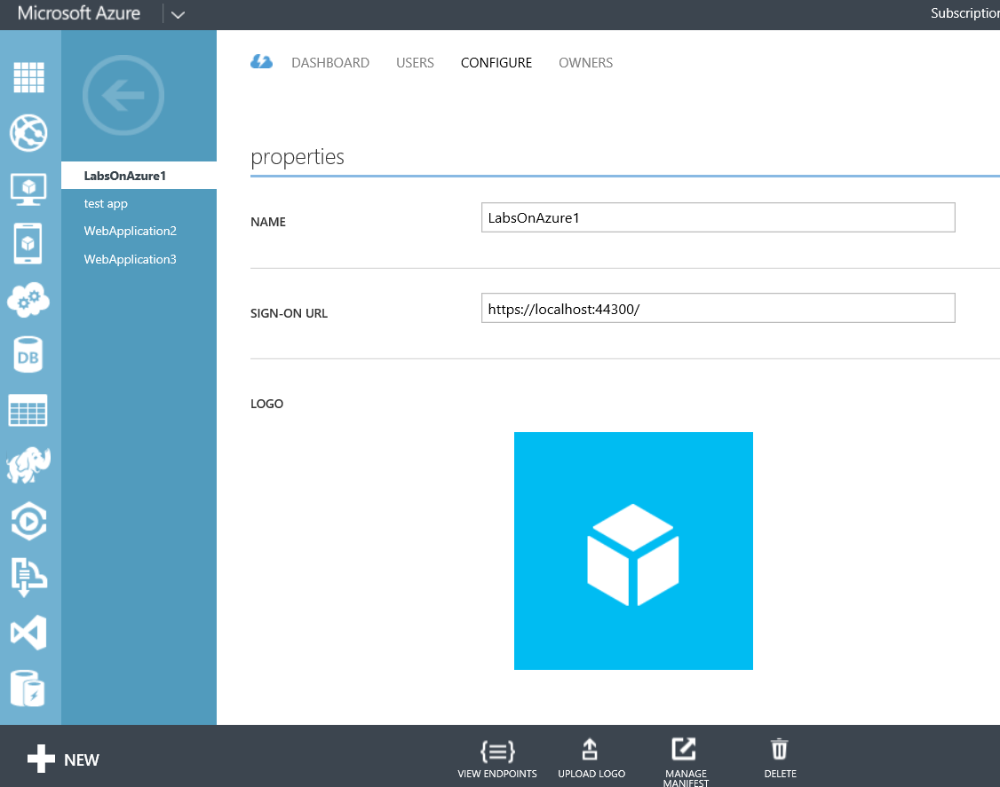 Microsoft Azure
Subscription
DASHBOARD USERS CONFIGURE OWNERS
LabsOnAzure1
test app
WebApplication2
WebApplication3
properties
NAME LabsOnAzure1
SIGN-ON URL https://localhost:44300/
LOGO
DB
NEW
VIEW ENDPOINTS UPLOAD LOGO MANAGE MANIFEST DELETE